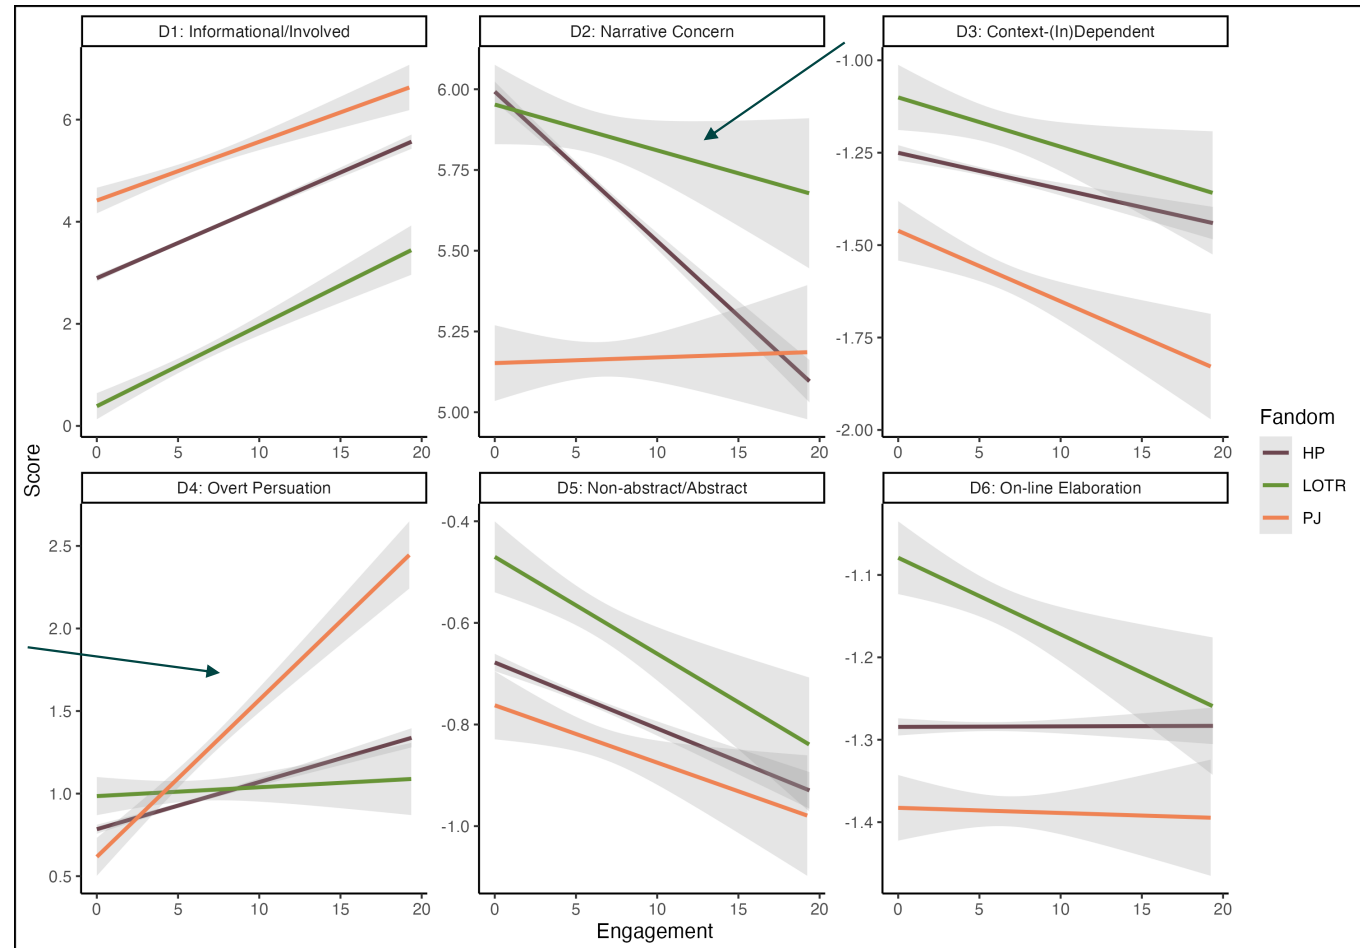 D1: Informational/Involved
D2: Narrative Concern
D3: Context-(In)Dependent
6
4
2
0
0 5 10 15 20
6.00
5.75
5.50
5.25
5.00
0 5 10 15 20
-1.00
-1.25
-1.50
-1.75
-2.00
0 5 10 15 20
Score
D4: Overt Persuation
D5: Non-abstract/Abstract
D6: On-line Elaboration
2.5
2.0
1.5
1.0
0.5
0 5 10 15 20
-0.4
-0.6
-0.8
-1.0
0 5 10 15 20
-1.1
-1.2
-1.3
-1.4
0 5 10 15 20
Engagement
Fandom
HP
LOTR
PJ